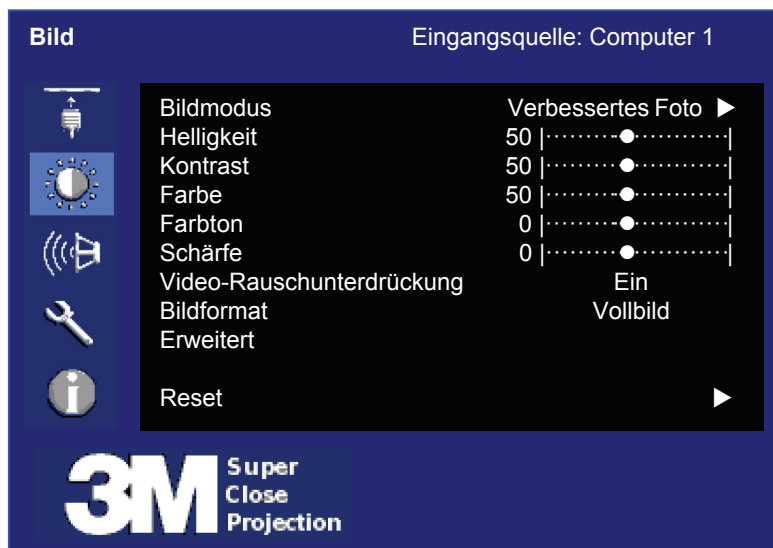 Bild Eingangsquelle: Computer 1
Bildmodus Verbessertes Foto
Helligkeit 50
Kontrast 50
Farbe 50
Farbton 0
Schärfe 0
Video-Rauschunterdrückung Ein
Bildformat Vollbild
Erweitert
Reset
3M Super
Close
Projection